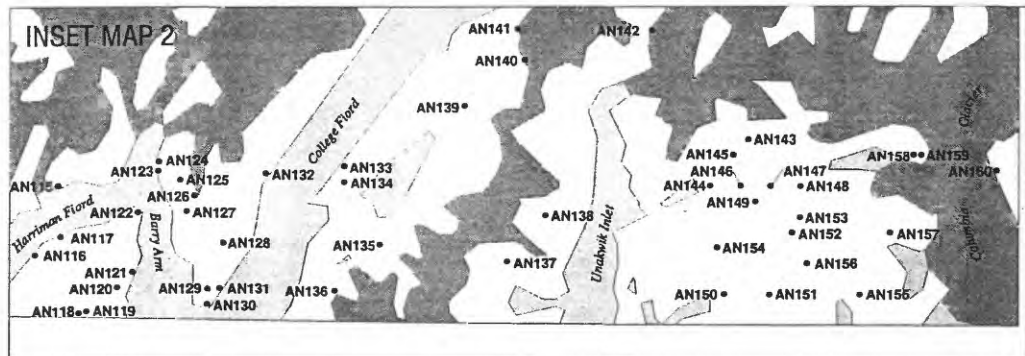 INSET MAP 2
AN141
AN142
AN140
AN139
College Fiord
Glacier
AN143
AN124
AN123
AN133
AN145
AN158
AN159
AN125
AN132
AN134
AN146
AN147
AN160
AN115
AN144
AN148
AN126
AN149
AN122
AN127
AN138
AN153
Harriman Fiord
Barry Arm
Unakwik Inlet
Columbia
AN117
AN128
AN135
AN154
AN152
AN157
AN116
AN137
AN156
AN121
AN120
AN129
AN131
AN136
AN150
AN151
AN155
AN130
AN118
AN119